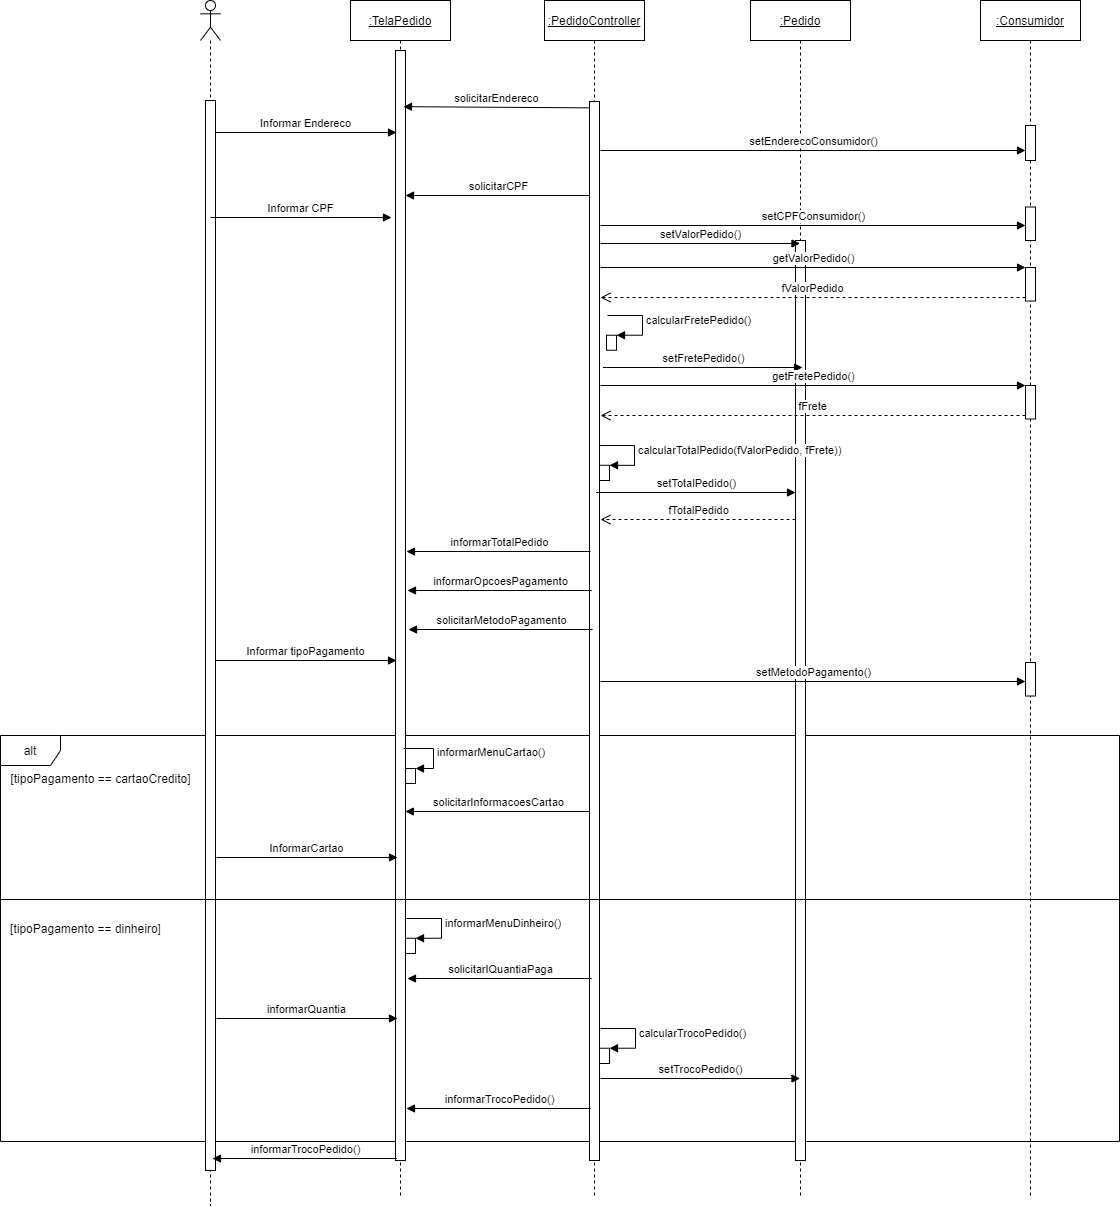 :TelaPedido
:PedidoController
:Pedido
:Consumidor
solicitarEndereco
Informar Endereco
setEnderecoConsumidor()
solicitarCPF
Informar CPF
setCPFConsumidor()
setValorPedido()
getValorPedido()
fValorPedido
calcularFretePedido()
setFretePedido()
getFretePedido()
fFrete
calcularTotalPedido(fValorPedido, fFrete))
setTotalPedido()
fTotalPedido
informarTotalPedido
informarOpcoesPagamento
solicitarMetodoPagamento
Informar tipoPagamento
setMetodoPagamento()
alt
informarMenuCartao()
[tipoPagamento == cartaoCredito]
solicitarInformacoesCartao
InformarCartao
informarMenuDinheiro()
[tipoPagamento == dinheiro]
solicitarIQuantiaPaga
informarQuantia
calcularTrocoPedido()
setTrocoPedido()
informarTrocoPedido()
informarTrocoPedido()